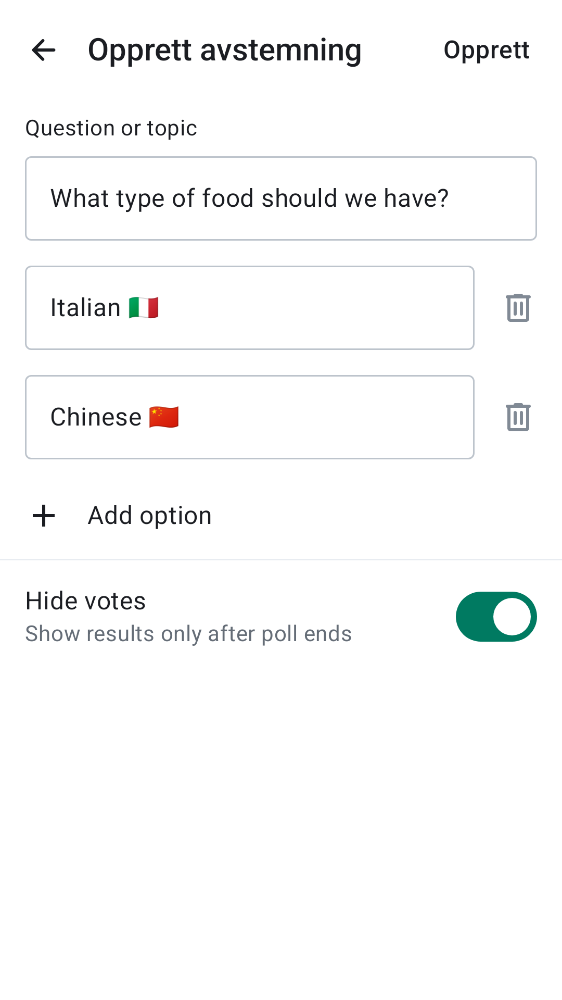 Opprett avstemning
Opprett
Question or topic
What type of food should we have?
Italian 🇮🇹
Chinese 🇨🇳
Add option
Hide votes
Show results only after poll ends